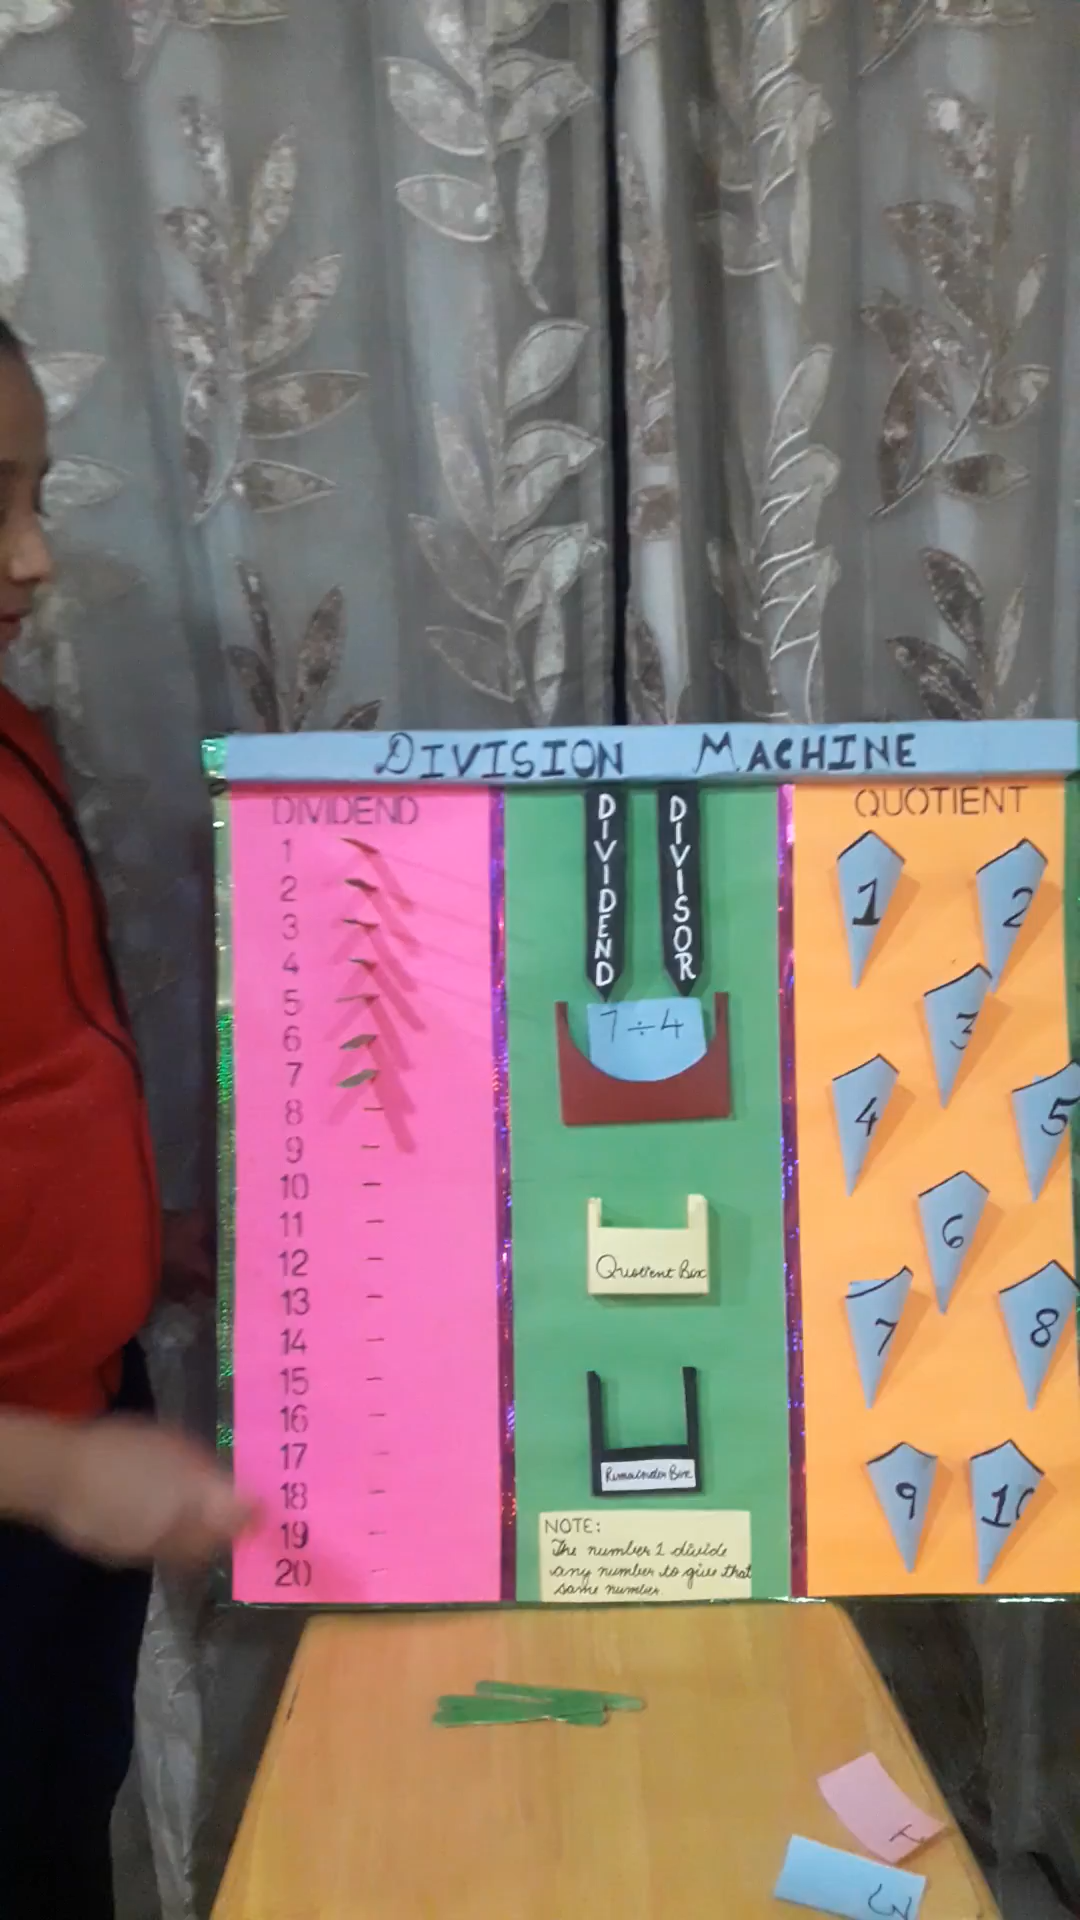 DIVISION MACHINE
DIVIDEND
1
2
3
4
5
6
7
8
9
10
11
12
13
14
15
16
17
18
19
20
DIVIDEND
DIVISOR
7÷4
Quotient Box
Remainder Box
NOTE:
The number 1 divide
any number to give that
same number.
QUOTIENT
1
2
3
4
5
6
7
8
9
10
3